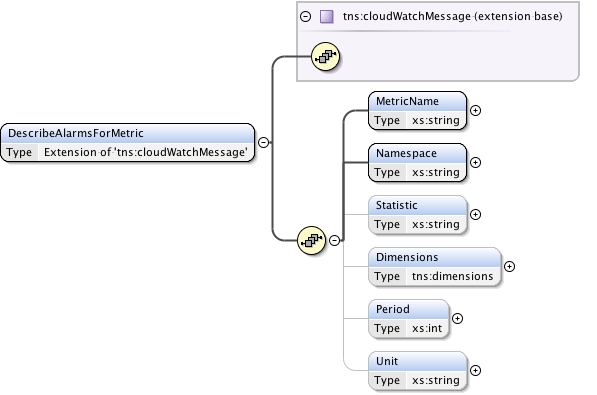 tns:cloudWatchMessage (extension base)
DescribeAlarmsForMetric
Type Extension of 'tns:cloudWatchMessage'
MetricName
Type xs:string
Namespace
Type xs:string
Statistic
Type xs:string
Dimensions
Type tns:dimensions
Period
Type xs:int
Unit
Type xs:string